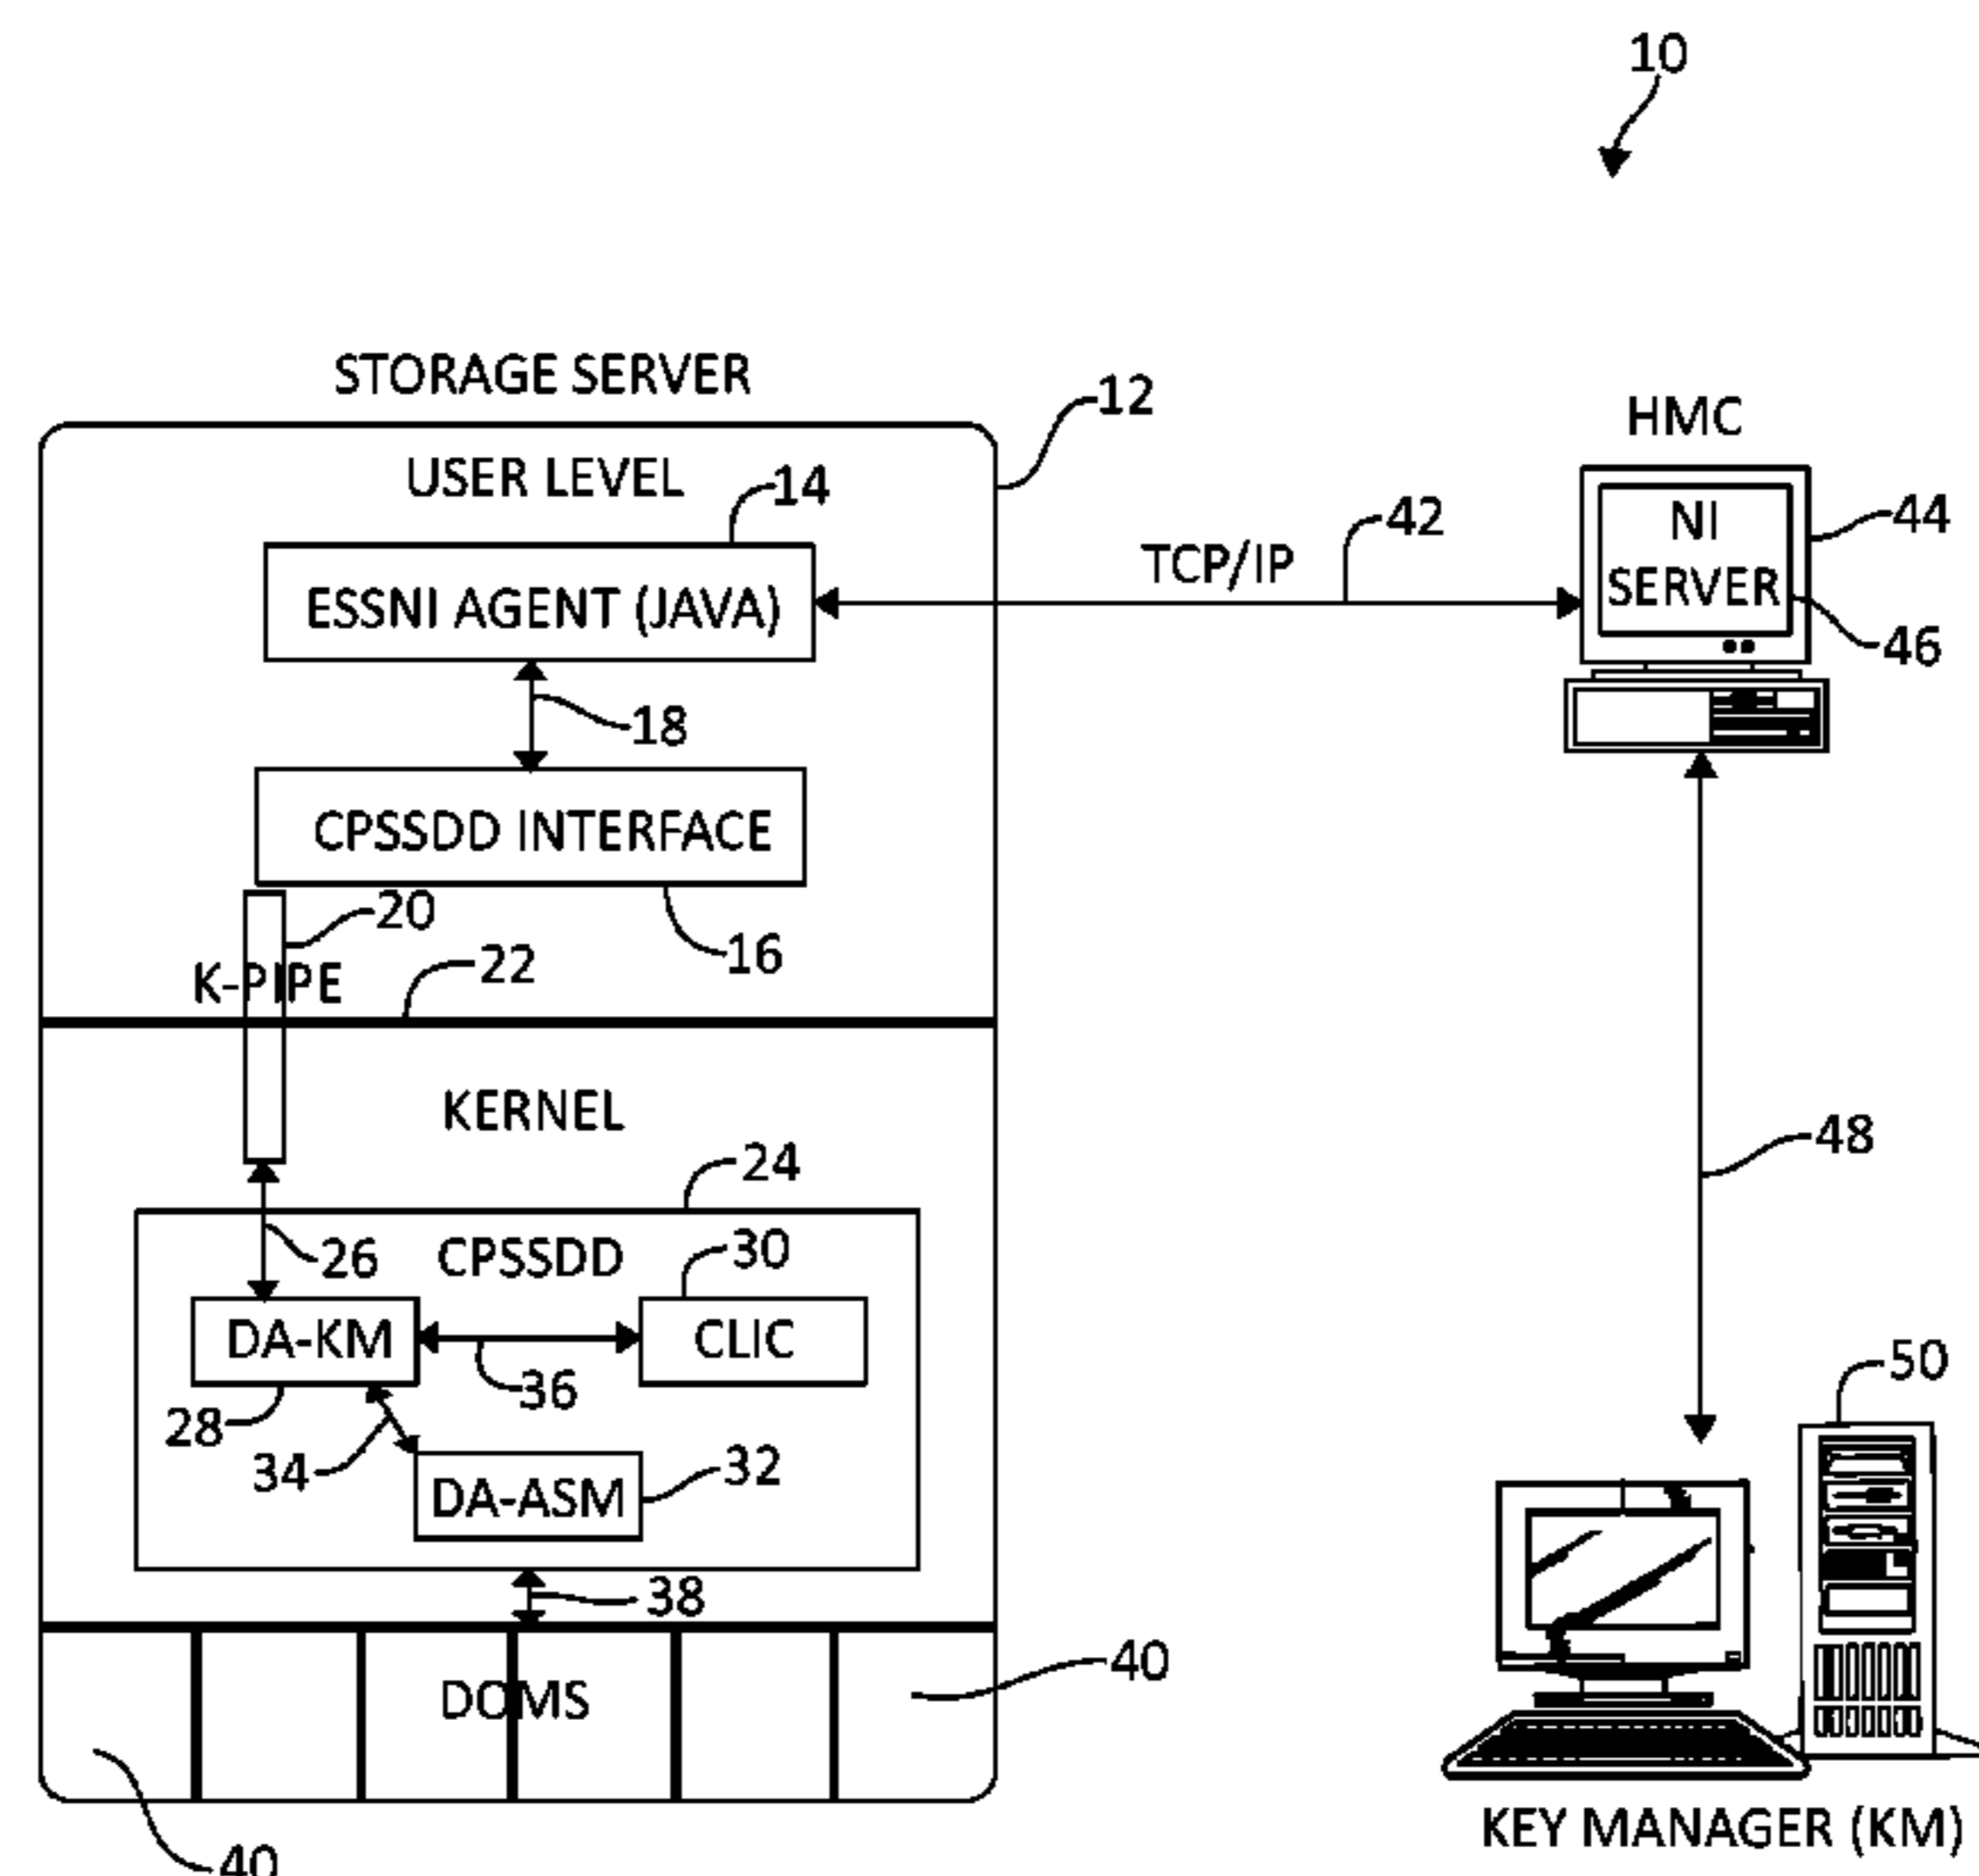 10
STORAGE SERVER
12
HMC
USER LEVEL
14
ESSNI AGENT (JAVA)
TCP/IP
42
NI
SERVER
44
46
18
CPSSDD INTERFACE
20
16
K-PIPE
22
KERNEL
24
48
26
CPSSDD
30
DA-KM
CLIC
36
28
34
DA-ASM
32
50
38
DOMS
40
40
KEY MANAGER (KM)